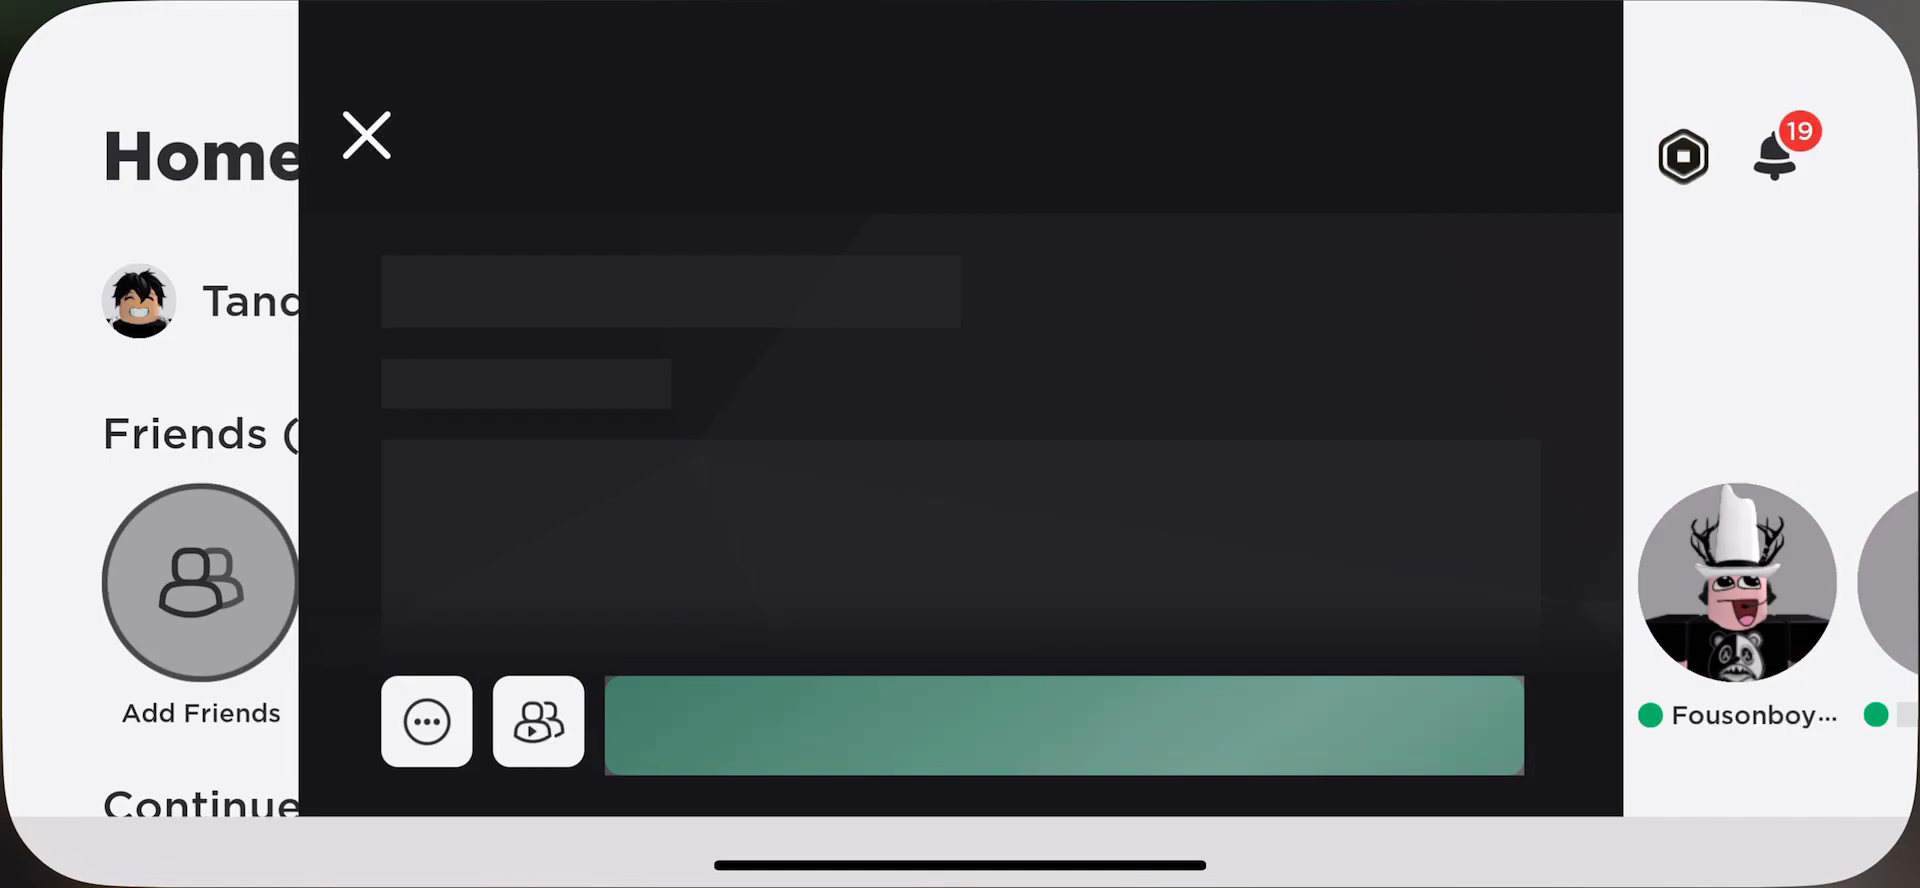 Home
19
Tand
Friends (
Add Friends
Fousonboy...
Continue